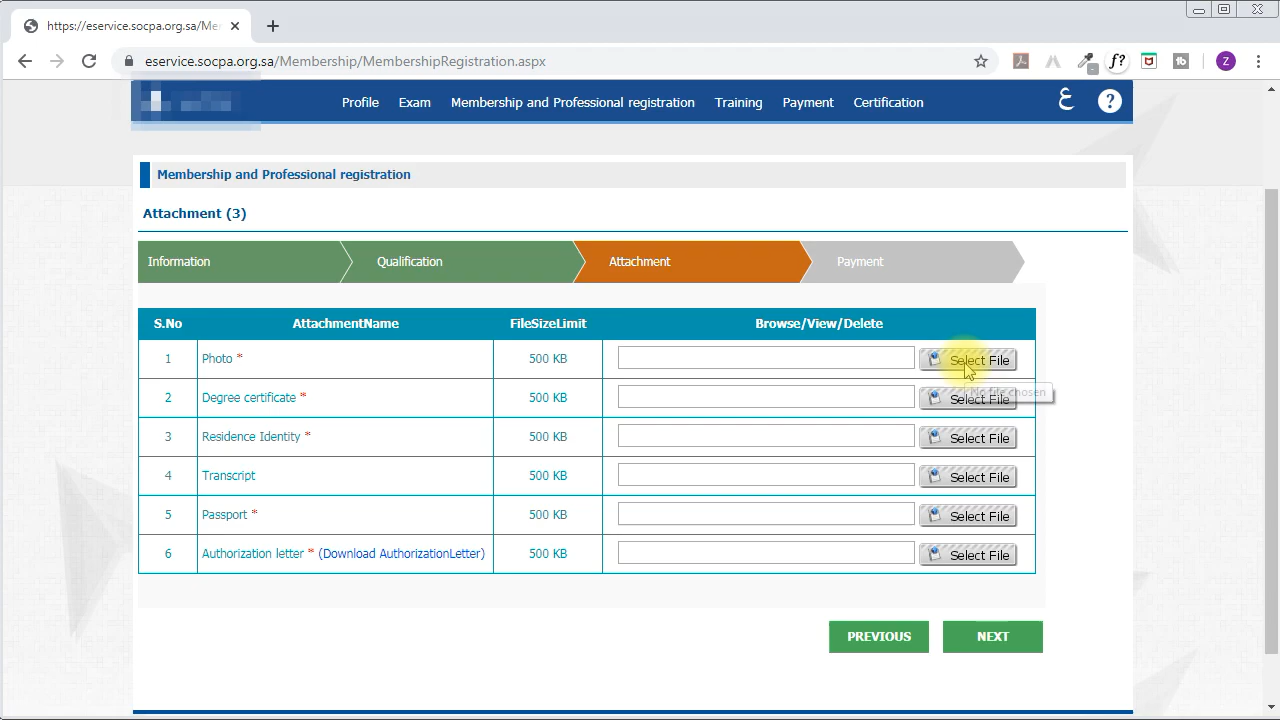 https://eservice.socpa.org.sa/Me
eservice.socpa.org.sa/Membership/MembershipRegistration.aspx
f?
Z
Profile Exam Membership and Professional registration Training Payment Certification ع ?
Membership and Professional registration
Attachment (3)
Information Qualification Attachment Payment
S.No AttachmentName FileSizeLimit Browse/View/Delete
1 Photo * 500 KB Select File
No file chosen
2 Degree certificate * 500 KB Select File
3 Residence Identity * 500 KB Select File
4 Transcript 500 KB Select File
5 Passport * 500 KB Select File
6 Authorization letter * (Download AuthorizationLetter) 500 KB Select File
PREVIOUS NEXT